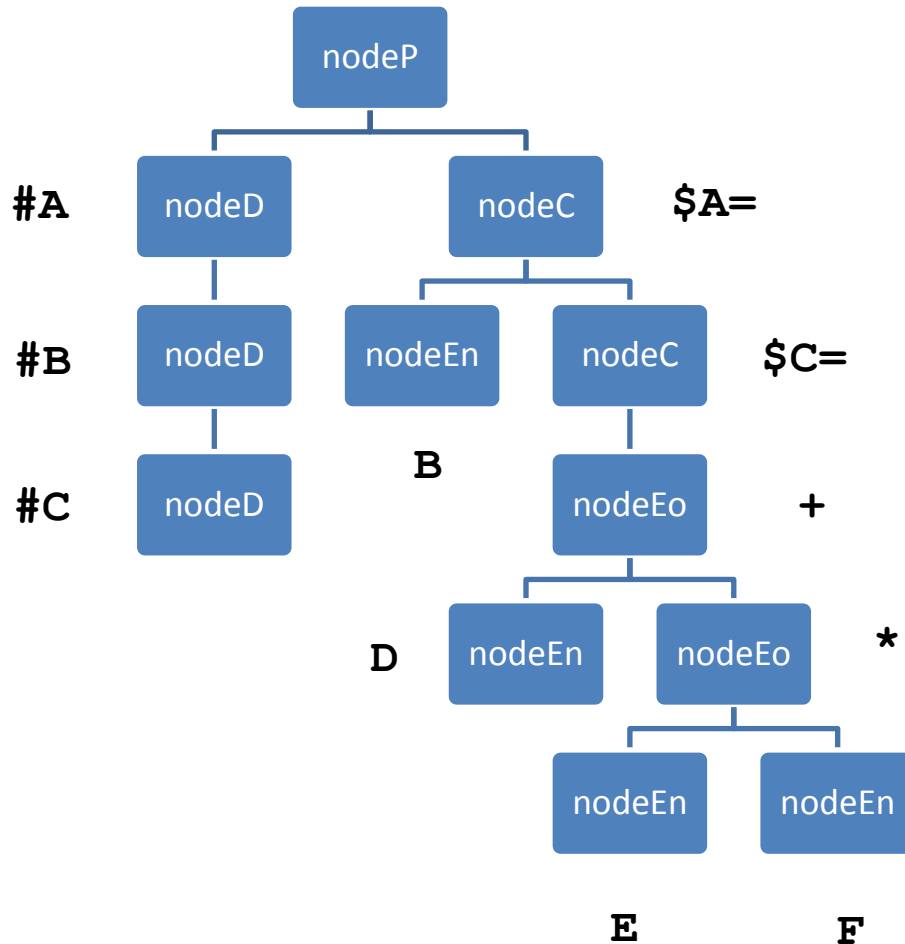 nodeP
#A nodeD nodeC $A=
#B nodeD nodeEn nodeC $C=
B
#C nodeD nodeEo +
D nodeEn nodeEo *
nodeEn nodeEn
E F